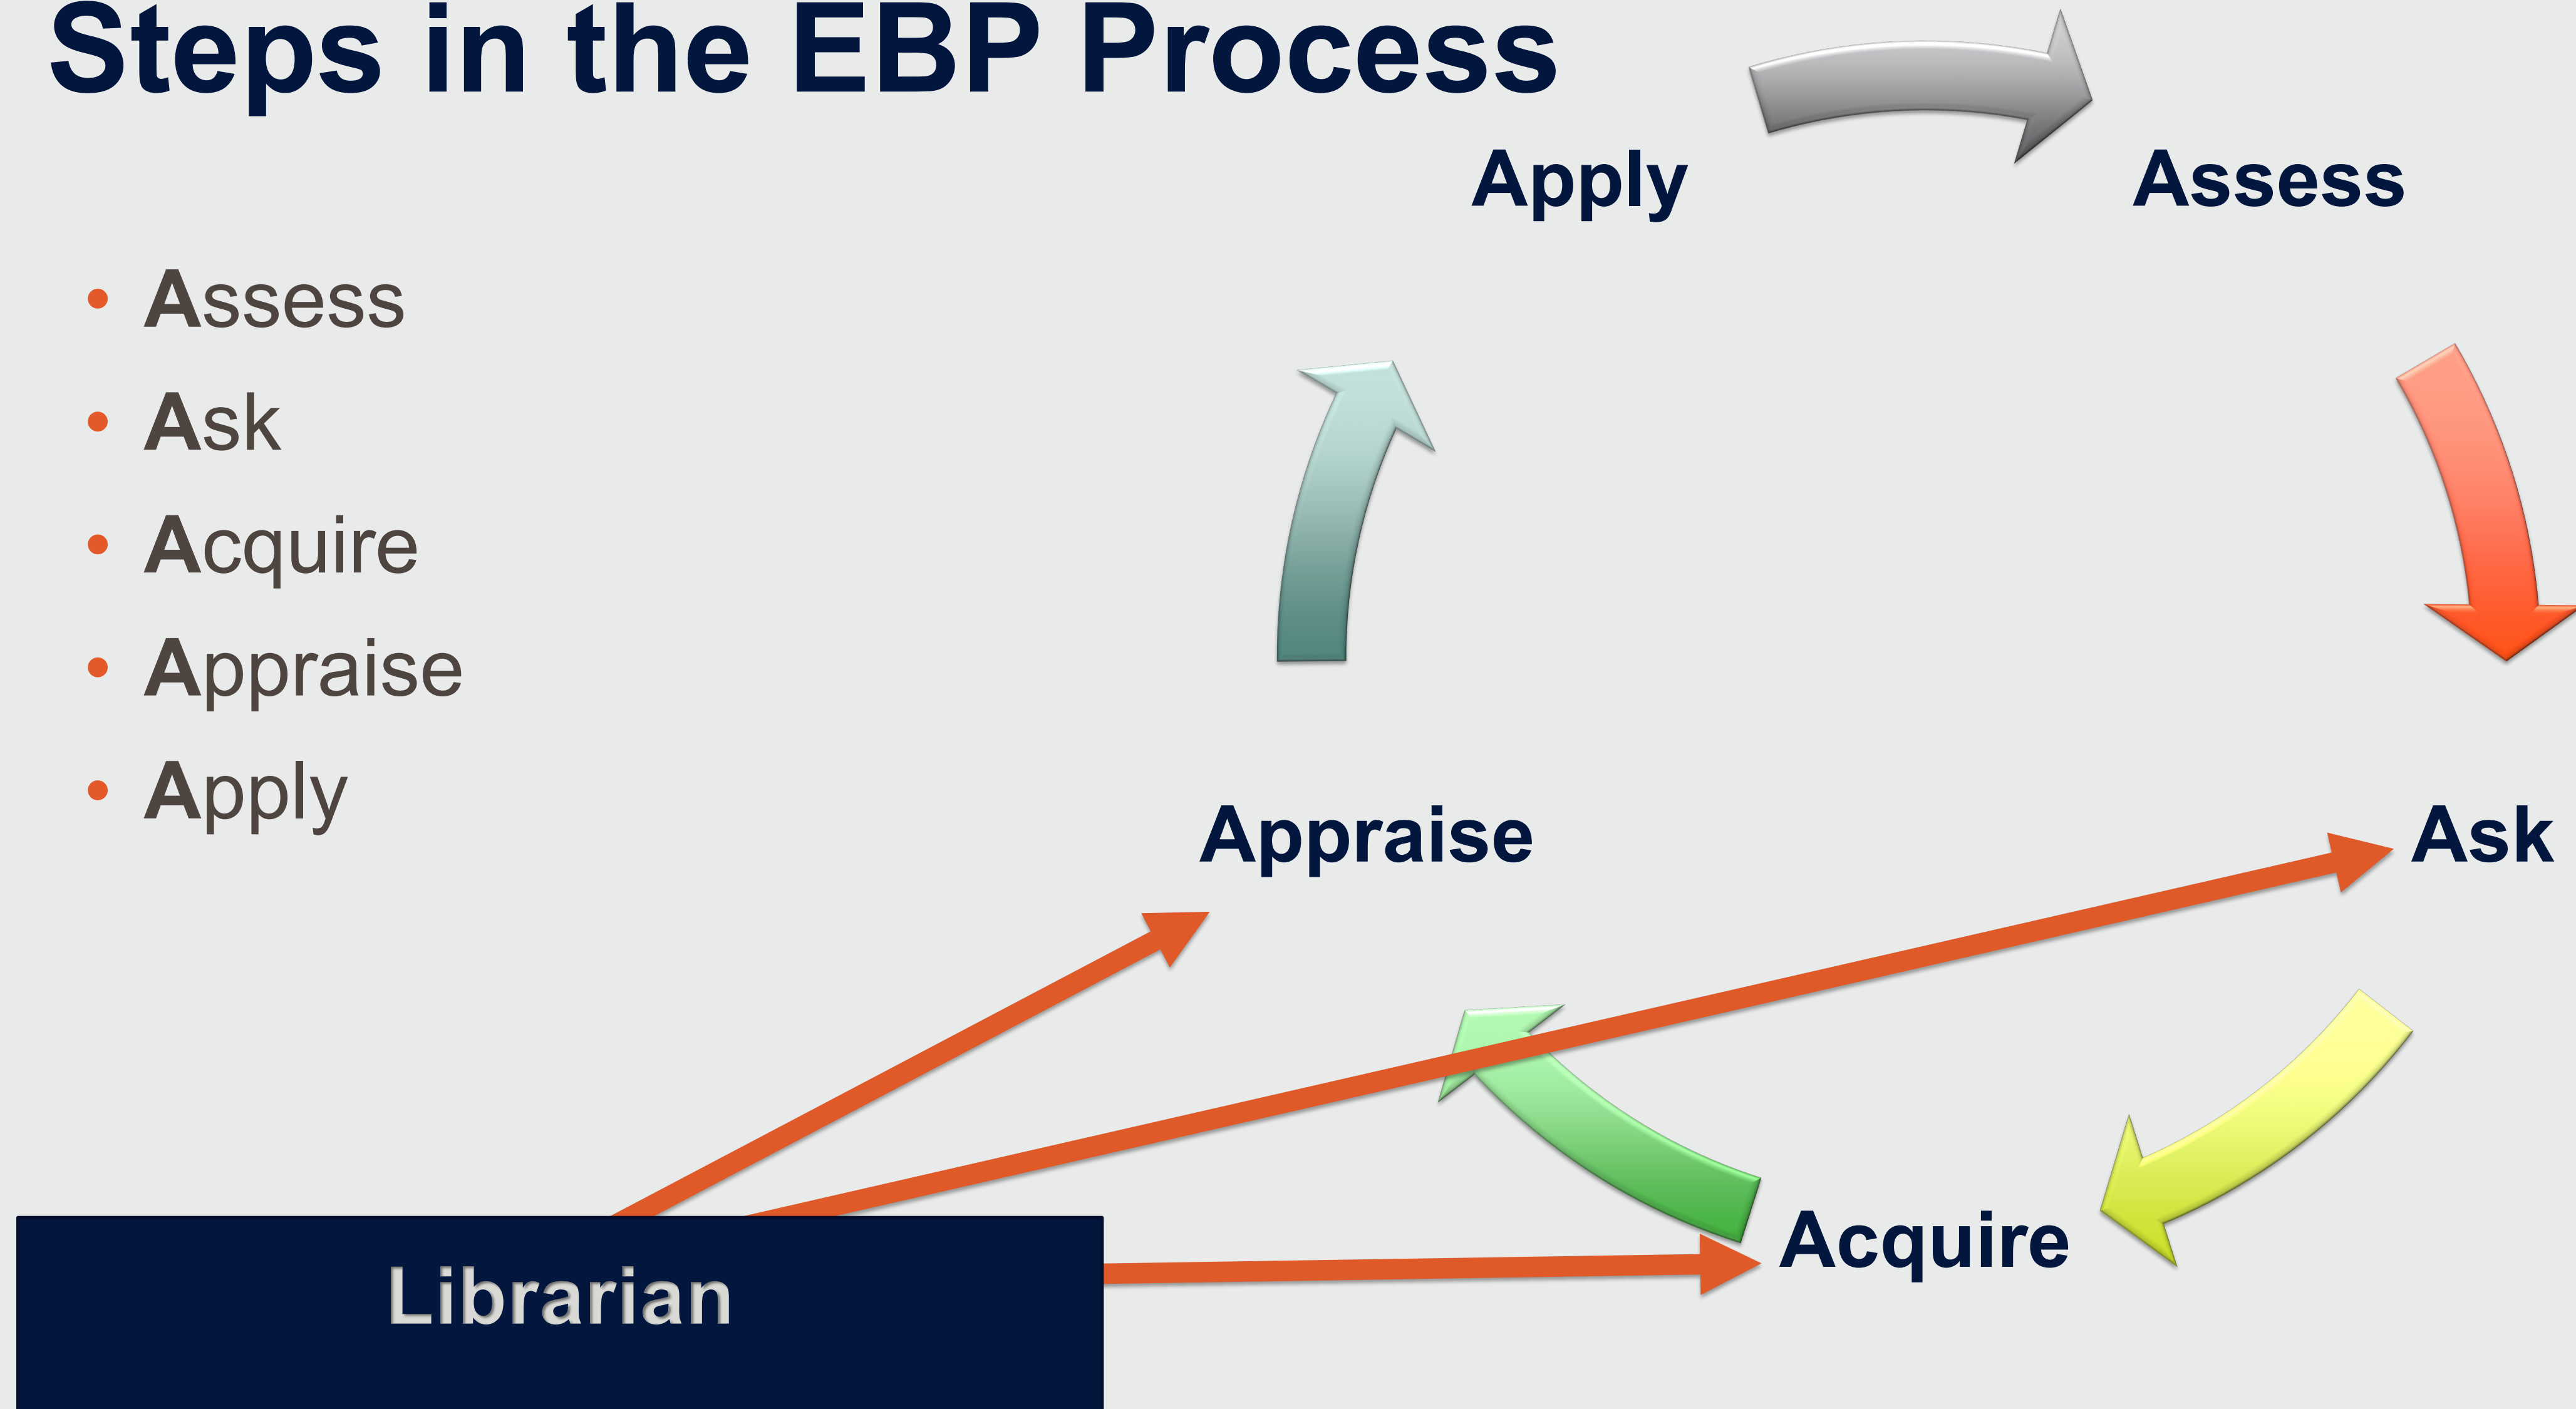 Steps in the EBP Process
• Assess
• Ask
• Acquire
• Appraise
• Apply
Apply
Assess
Appraise
Ask
Acquire
Librarian